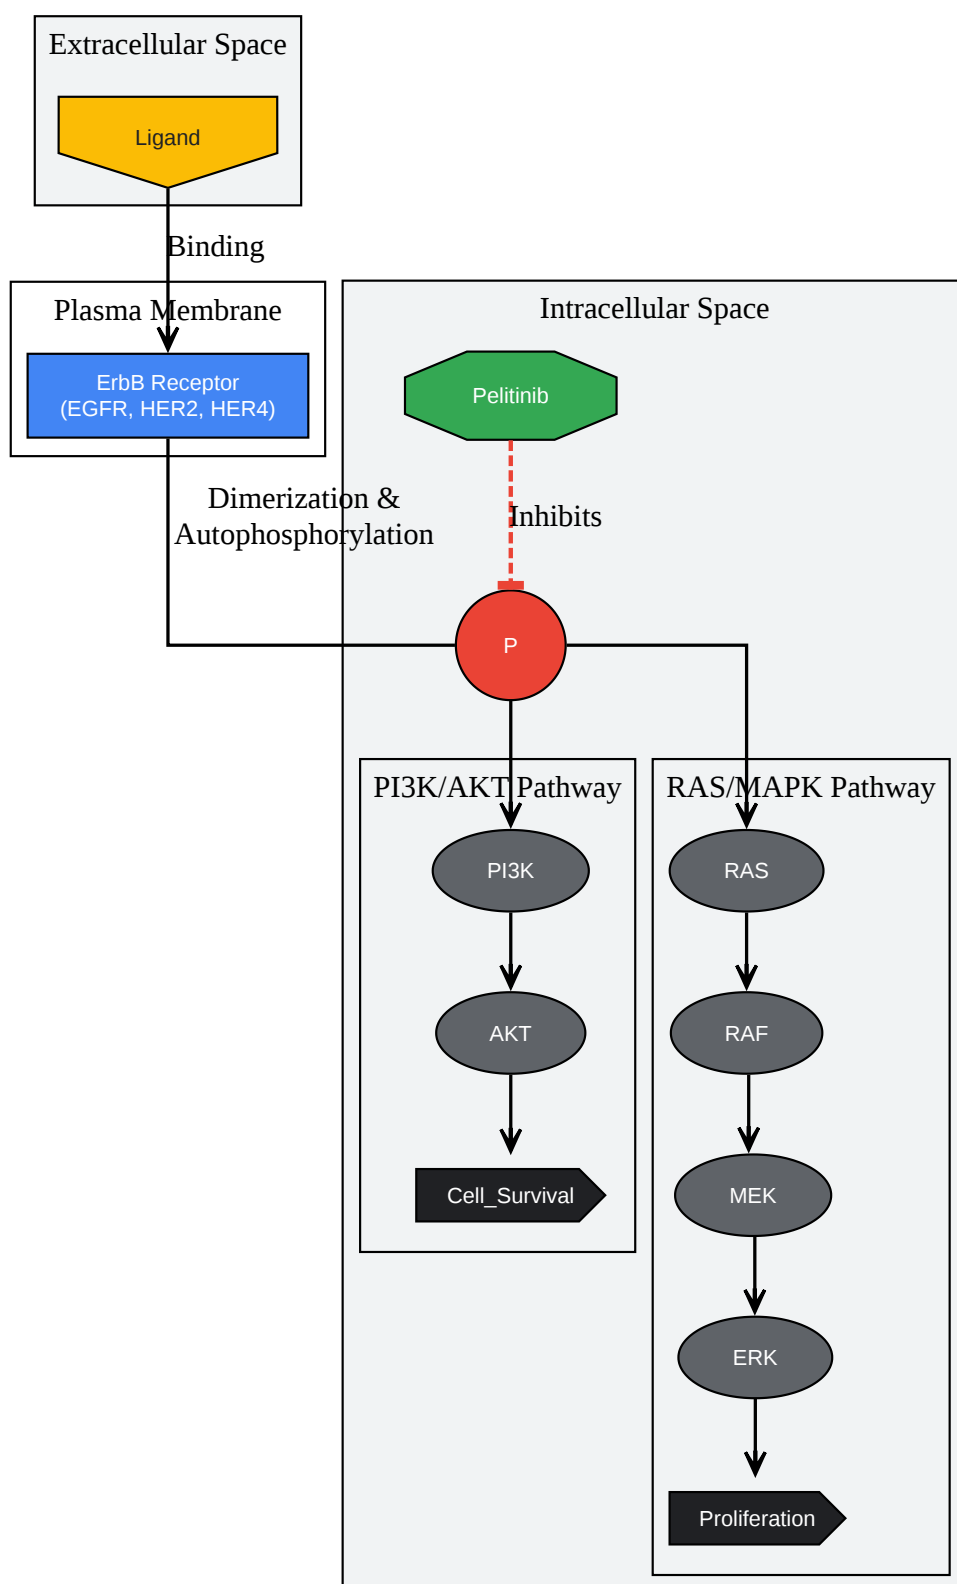 Extracellular Space
Ligand
Binding
Plasma Membrane
ErbB Receptor
(EGFR, HER2, HER4)
Intracellular Space
Pelitinib
Dimerization &
Autophosphorylation
Inhibits
P
PI3K/AKT Pathway
PI3K
AKT
Cell_Survival
RAS/MAPK Pathway
RAS
RAF
MEK
ERK
Proliferation